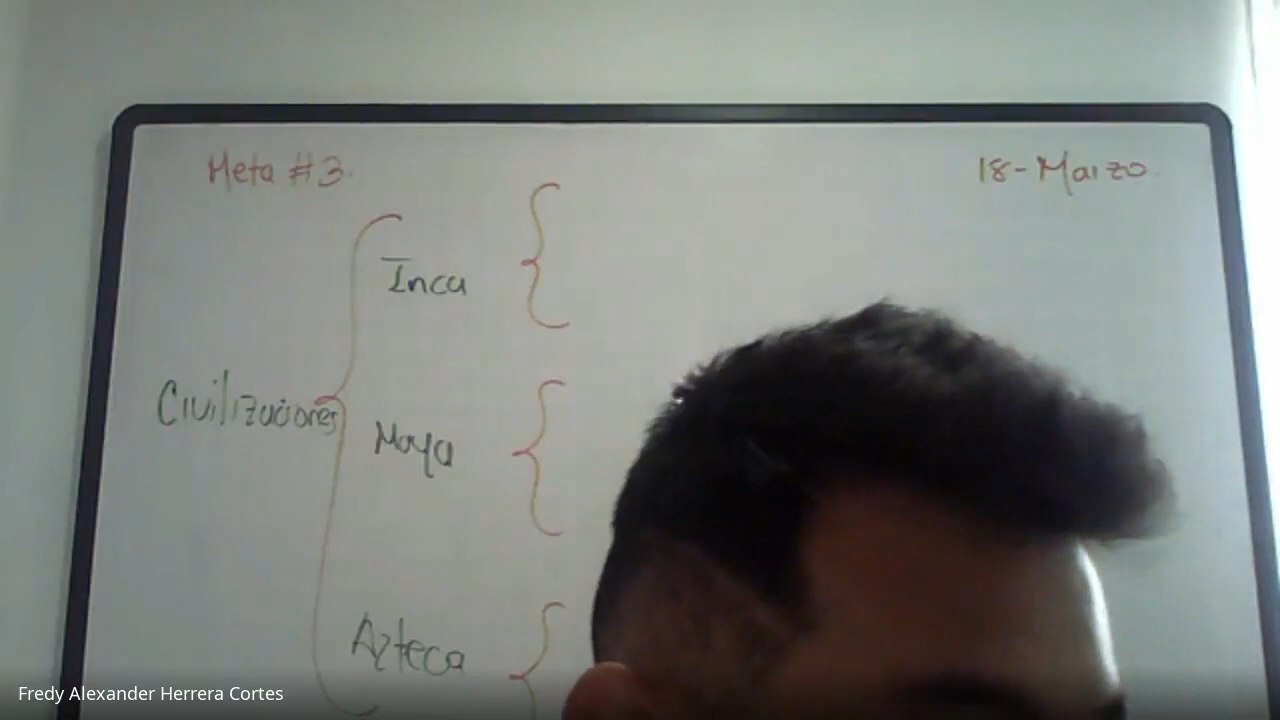 Meta #3.
18-Marzo.
Inca
Civilizaciones
Maya
Azteca
Fredy Alexander Herrera Cortes